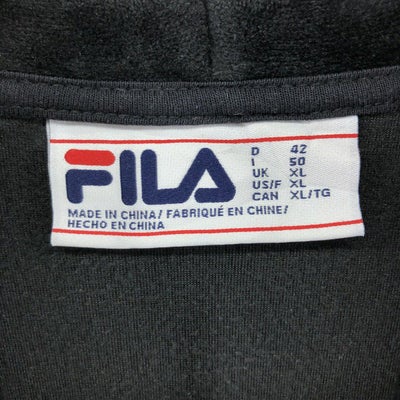 FILA
D 42
I 50
UK XL
US/F XL
CAN XL/TG
MADE IN CHINA/ FABRIQUÉ EN CHINE/
HECHO EN CHINA